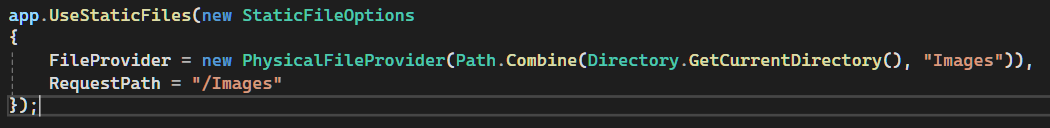 app.UseStaticFiles(new StaticFileOptions
{
    FileProvider = new PhysicalFileProvider(Path.Combine(Directory.GetCurrentDirectory(), "Images")),
    RequestPath = "/Images"
});